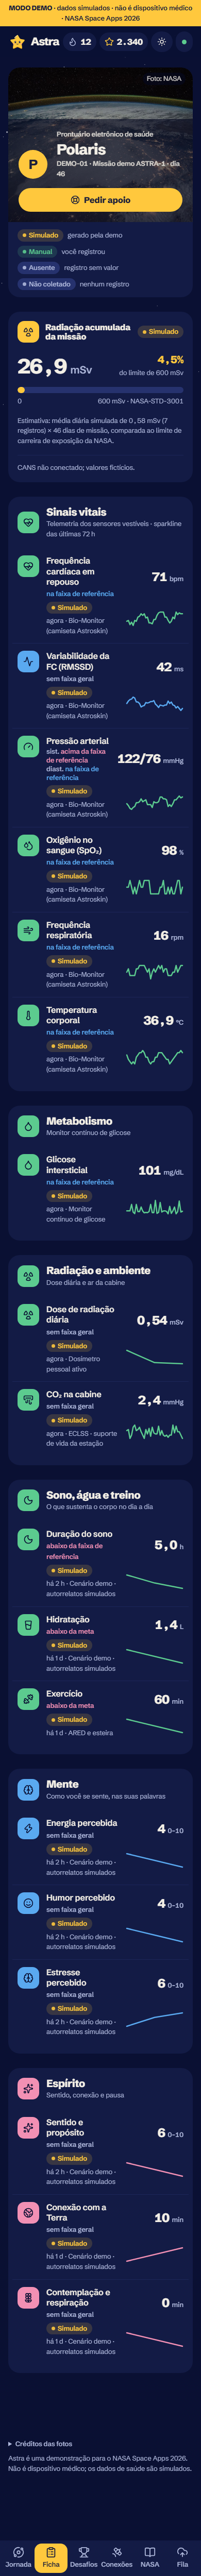 MODO DEMO · dados simulados · não é dispositivo médico
· NASA Space Apps 2026
Astra
12
2.340
Foto: NASA
P
Prontuário eletrônico de saúde
Polaris
DEMO-01 · Missão demo ASTRA-1 · dia
46
Pedir apoio
Simulado gerado pela demo
Manual você registrou
Ausente registro sem valor
Não coletado nenhum registro
Radiação acumulada
da missão
Simulado
26,9 mSv
4,5%
do limite de 600 mSv
0
600 mSv · NASA-STD-3001
Estimativa: média diária simulada de 0,58 mSv (7
registros) × 46 dias de missão, comparada ao limite de
carreira de exposição da NASA.
CANS não conectado; valores fictícios.
Sinais vitais
Telemetria dos sensores vestíveis · sparkline
das últimas 72 h
Frequência
cardíaca em
repouso
na faixa de referência
Simulado
agora · Bio-Monitor
(camiseta Astroskin)
71 bpm
Variabilidade da
FC (RMSSD)
sem faixa geral
Simulado
agora · Bio-Monitor
(camiseta Astroskin)
42 ms
Pressão arterial
sist. acima da faixa
de referência
diast. na faixa de
referência
Simulado
agora · Bio-Monitor
(camiseta Astroskin)
122/76 mmHg
Oxigênio no
sangue (SpO₂)
na faixa de referência
Simulado
agora · Bio-Monitor
(camiseta Astroskin)
98 %
Frequência
respiratória
na faixa de referência
Simulado
agora · Bio-Monitor
(camiseta Astroskin)
16 rpm
Temperatura
corporal
na faixa de referência
Simulado
agora · Bio-Monitor
(camiseta Astroskin)
36,9 °C
Metabolismo
Monitor contínuo de glicose
Glicose
intersticial
na faixa de referência
Simulado
agora · Monitor
contínuo de glicose
101 mg/dL
Radiação e ambiente
Dose diária e ar da cabine
Dose de radiação
diária
sem faixa geral
Simulado
agora · Dosímetro
pessoal ativo
0,54 mSv
CO₂ na cabine
sem faixa geral
Simulado
agora · ECLSS · suporte
de vida da estação
2,4 mmHg
Sono, água e treino
O que sustenta o corpo no dia a dia
Duração do sono
abaixo da faixa de
referência
Simulado
há 2 h · Cenário demo ·
autorrelatos simulados
5,0 h
Hidratação
abaixo da meta
Simulado
há 1 d · Cenário demo ·
autorrelatos simulados
1,4 L
Exercício
abaixo da meta
Simulado
há 1 d · ARED e esteira
60 min
Mente
Como você se sente, nas suas palavras
Energia percebida
sem faixa geral
Simulado
há 2 h · Cenário demo ·
autorrelatos simulados
4 0–10
Humor percebido
sem faixa geral
Simulado
há 2 h · Cenário demo ·
autorrelatos simulados
4 0–10
Estresse
percebido
sem faixa geral
Simulado
há 2 h · Cenário demo ·
autorrelatos simulados
6 0–10
Espírito
Sentido, conexão e pausa
Sentido e
propósito
sem faixa geral
Simulado
há 2 h · Cenário demo ·
autorrelatos simulados
6 0–10
Conexão com a
Terra
sem faixa geral
Simulado
há 1 d · Cenário demo ·
autorrelatos simulados
10 min
Contemplação e
respiração
sem faixa geral
Simulado
há 1 d · Cenário demo ·
autorrelatos simulados
0 min
Créditos das fotos
Astra é uma demonstração para o NASA Space Apps 2026.
Não é dispositivo médico; os dados de saúde são simulados.
Jornada
Ficha
Desafios
Conexões
NASA
Fila